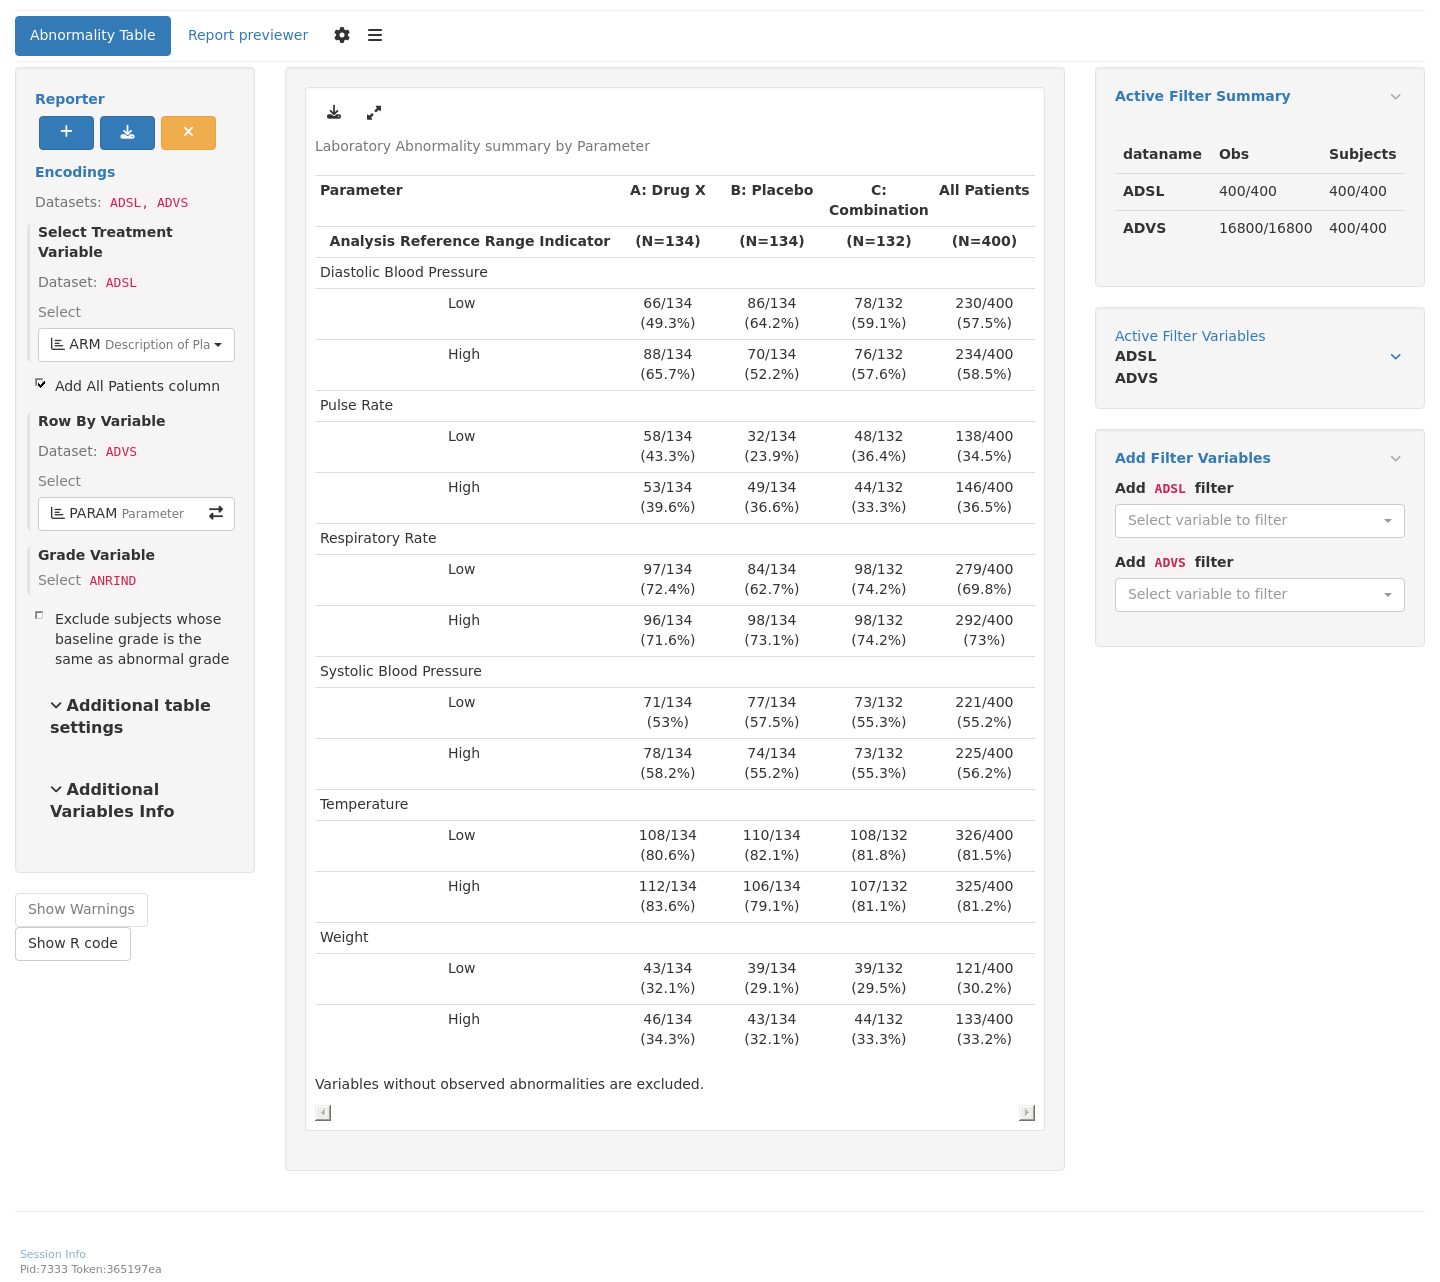 Abnormality Table Report previewer
Reporter
Encodings
Datasets: ADSL, ADVS
Select Treatment
Variable
Dataset: ADSL
Select
ARM Description of Pla
Add All Patients column
Row By Variable
Dataset: ADVS
Select
PARAM Parameter
Grade Variable
Select ANRIND
Exclude subjects whose
baseline grade is the
same as abnormal grade
Additional table
settings
Additional
Variables Info
Show Warnings
Show R code
Laboratory Abnormality summary by Parameter
Parameter A: Drug X B: Placebo C: All Patients
Combination
Analysis Reference Range Indicator (N=134) (N=134) (N=132) (N=400)
Diastolic Blood Pressure
Low 66/134 86/134 78/132 230/400
(49.3%) (64.2%) (59.1%) (57.5%)
High 88/134 70/134 76/132 234/400
(65.7%) (52.2%) (57.6%) (58.5%)
Pulse Rate
Low 58/134 32/134 48/132 138/400
(43.3%) (23.9%) (36.4%) (34.5%)
High 53/134 49/134 44/132 146/400
(39.6%) (36.6%) (33.3%) (36.5%)
Respiratory Rate
Low 97/134 84/134 98/132 279/400
(72.4%) (62.7%) (74.2%) (69.8%)
High 96/134 98/134 98/132 292/400
(71.6%) (73.1%) (74.2%) (73%)
Systolic Blood Pressure
Low 71/134 77/134 73/132 221/400
(53%) (57.5%) (55.3%) (55.2%)
High 78/134 74/134 73/132 225/400
(58.2%) (55.2%) (55.3%) (56.2%)
Temperature
Low 108/134 110/134 108/132 326/400
(80.6%) (82.1%) (81.8%) (81.5%)
High 112/134 106/134 107/132 325/400
(83.6%) (79.1%) (81.1%) (81.2%)
Weight
Low 43/134 39/134 39/132 121/400
(32.1%) (29.1%) (29.5%) (30.2%)
High 46/134 43/134 44/132 133/400
(34.3%) (32.1%) (33.3%) (33.2%)
Variables without observed abnormalities are excluded.
Active Filter Summary
dataname Obs Subjects
ADSL 400/400 400/400
ADVS 16800/16800 400/400
Active Filter Variables
ADSL
ADVS
Add Filter Variables
Add ADSL filter
Select variable to filter
Add ADVS filter
Select variable to filter
Session Info
Pid:7333 Token:365197ea